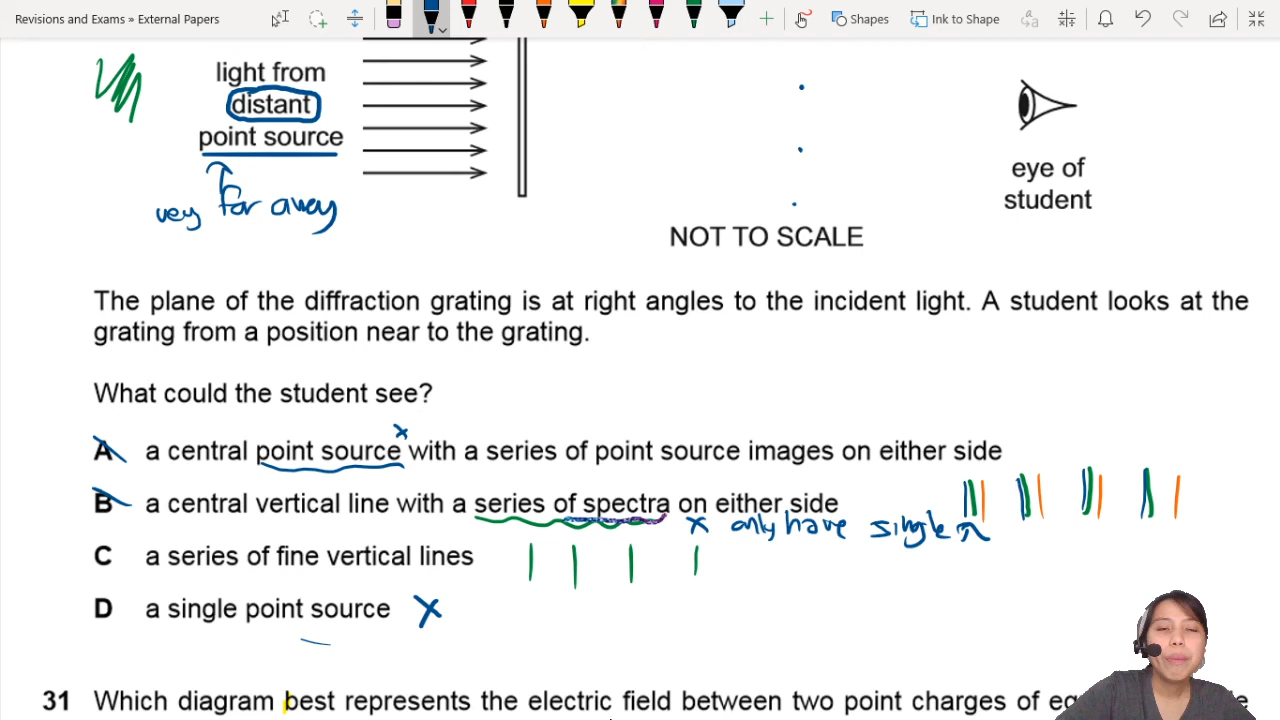 Revisions and Exams » External Papers
Shapes
Ink to Shape
light from
distant
point source
very far away
eye of
student
NOT TO SCALE
The plane of the diffraction grating is at right angles to the incident light. A student looks at the
grating from a position near to the grating.
What could the student see?
A a central point source x with a series of point source images on either side
B a central vertical line with a series of spectra on either side
x only have single λ
C a series of fine vertical lines
D a single point source x
31 Which diagram best represents the electric field between two point charges of